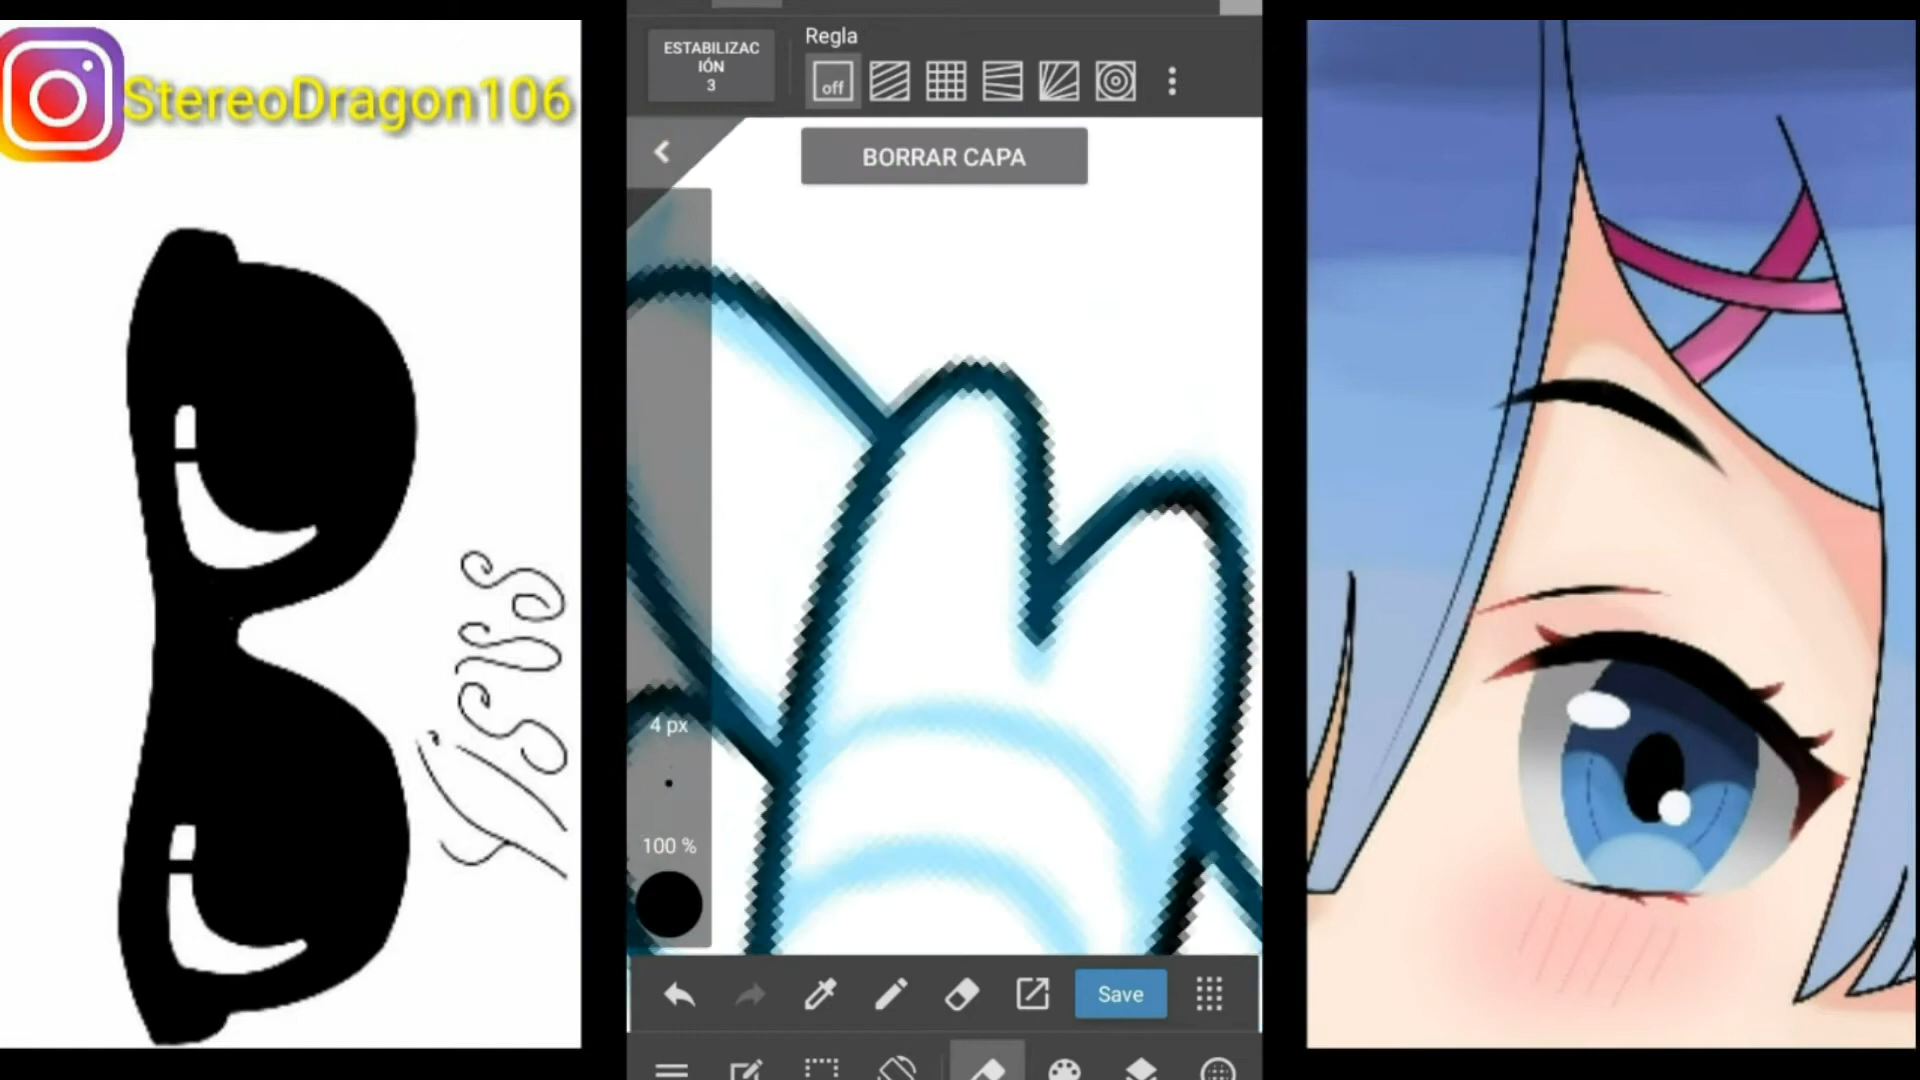 StereoDragon106
ESTABILIZAC
IÓN
3
Regla
off
BORRAR CAPA
4 px
100 %
Save